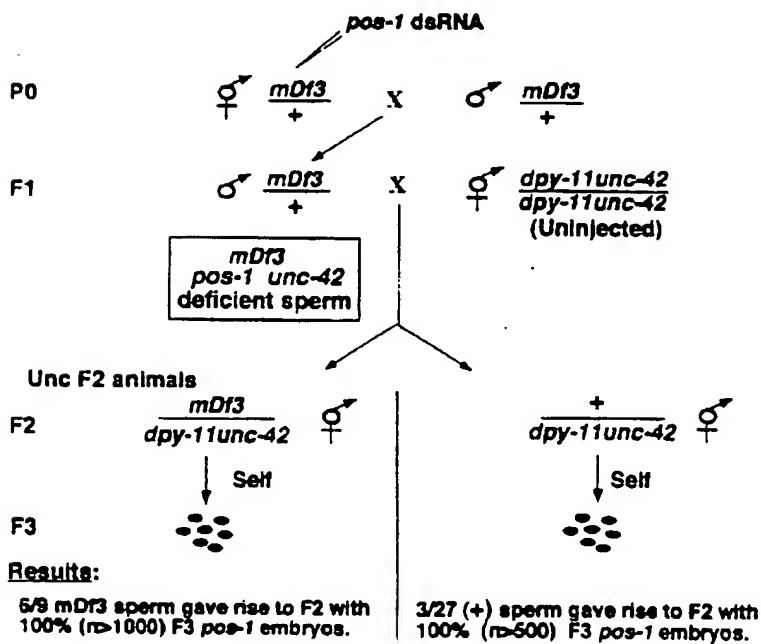 pos-1 dsRNA
P0
mDf3
+
X
mDf3
+
F1
mDf3
+
X
dpy-11unc-42
dpy-11unc-42
(Uninjected)
mDf3
pos-1 unc-42
deficient sperm
Unc F2 animals
F2
mDf3
dpy-11unc-42
+
dpy-11unc-42
Self
Self
F3
Results:
6/9 mDf3 sperm gave rise to F2 with
100% (n>1000) F3 pos-1 embryos.
3/27 (+) sperm gave rise to F2 with
100% (n>500) F3 pos-1 embryos.